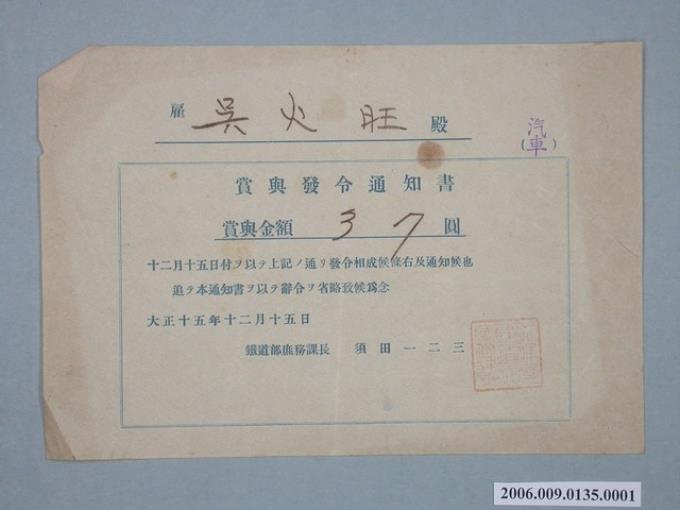 雇 吳火旺 殿
(汽車)
賞與發令通知書
賞與金額 37 圓
十二月十五日付ヲ以テ上記ノ通リ發令相成候條右及通知候也
追テ本通知書ヲ以テ辭令ヲ省略致候爲念
大正十五年十二月十五日
鐵道部庶務課長 須田一二三
2006.009.0135.0001